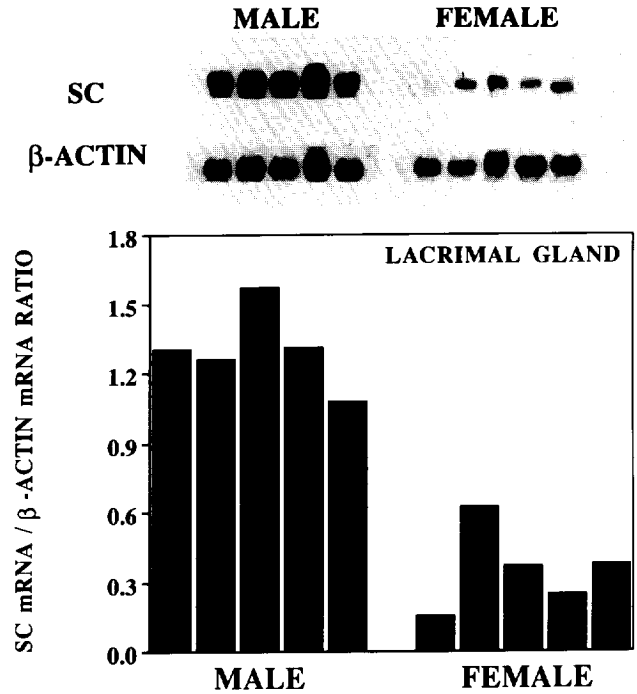 MALE FEMALE
SC
β-ACTIN
1.8
1.5
1.2
0.9
0.6
0.3
0.0
SC mRNA / β -ACTIN mRNA RATIO
LACRIMAL GLAND
MALE FEMALE